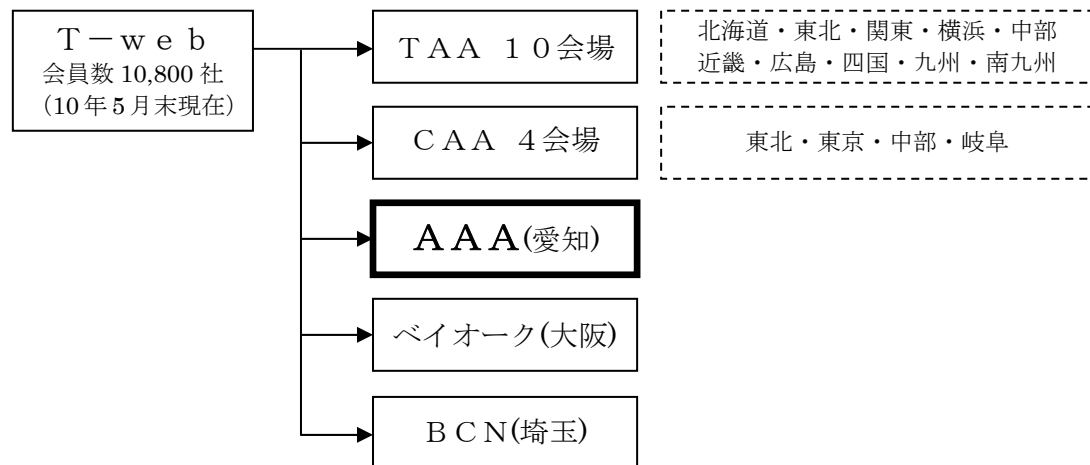 Ｔ－ｗｅｂ
会員数 10,800 社
（10 年 5 月末現在）
ＴＡＡ １０会場
北海道・東北・関東・横浜・中部
近畿・広島・四国・九州・南九州
ＣＡＡ ４会場
東北・東京・中部・岐阜
ＡＡＡ(愛知)
ベイオーク(大阪)
ＢＣＮ(埼玉)